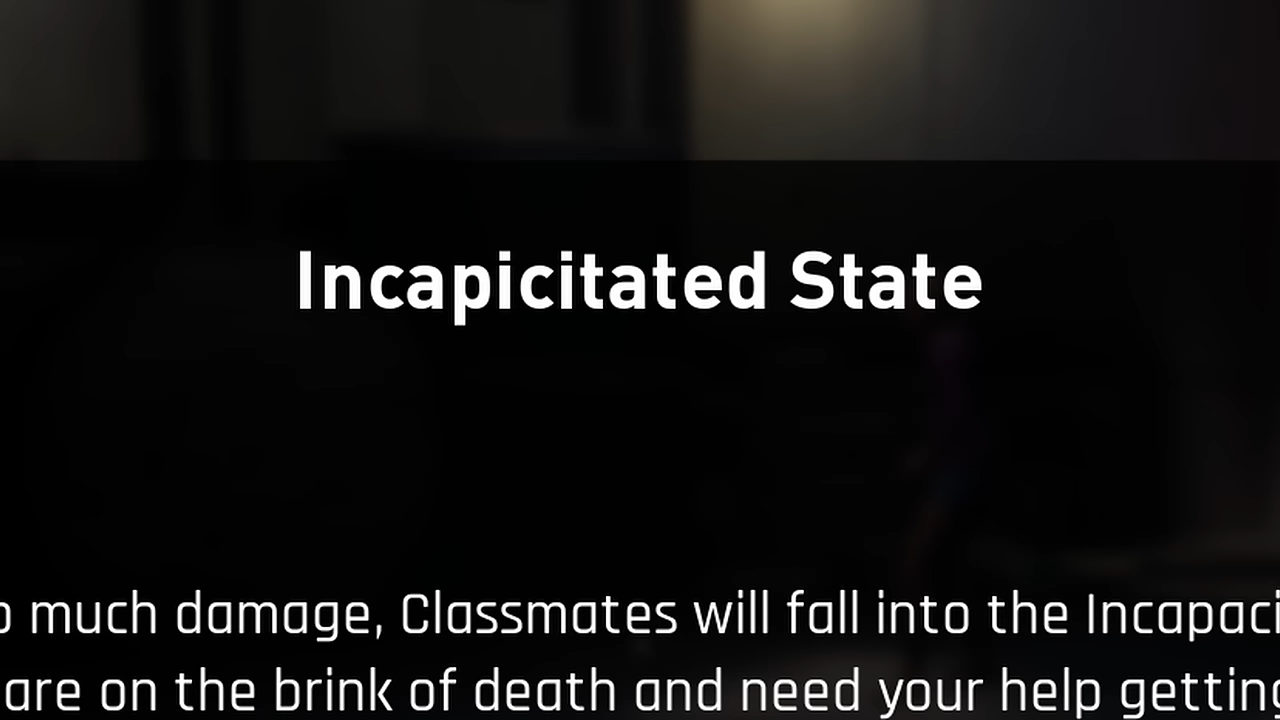 Incapicitated State
much damage, Classmates will fall into the Incapaci
are on the brink of death and need your help getting